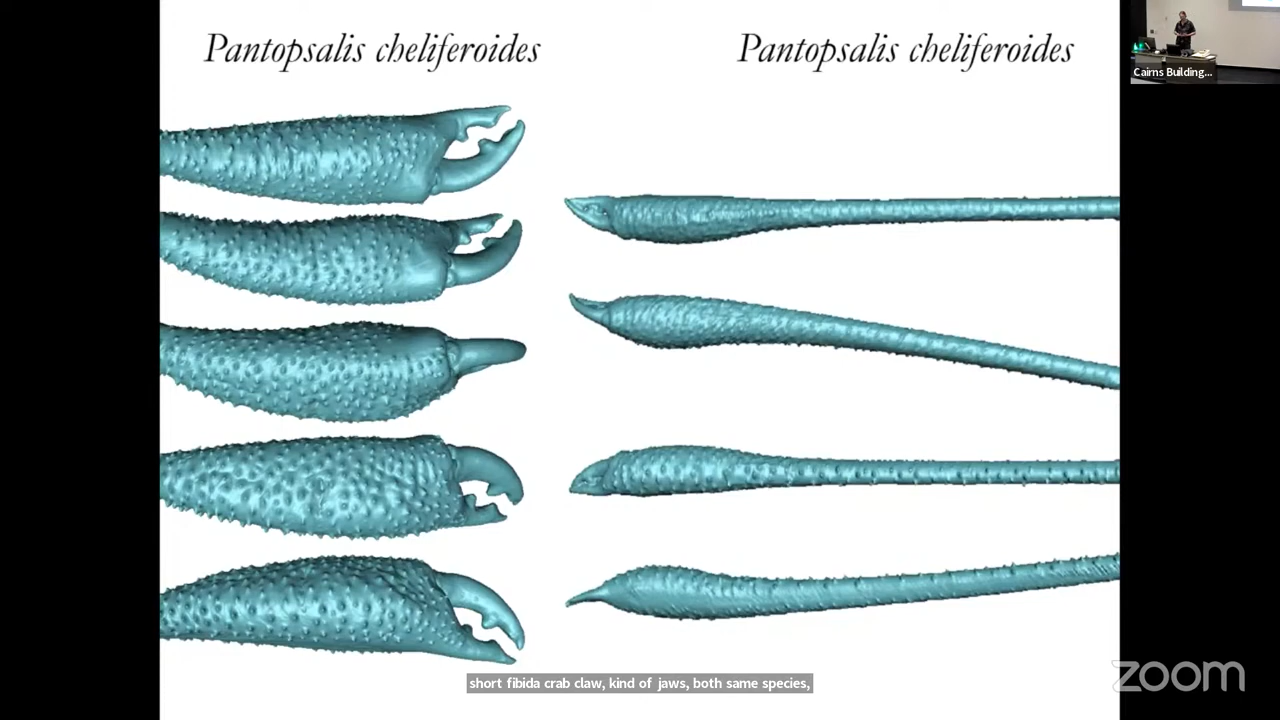 Pantopsalis cheliferoides
Pantopsalis cheliferoides
Cairns Building...
short fibida crab claw, kind of jaws, both same species,
zoom